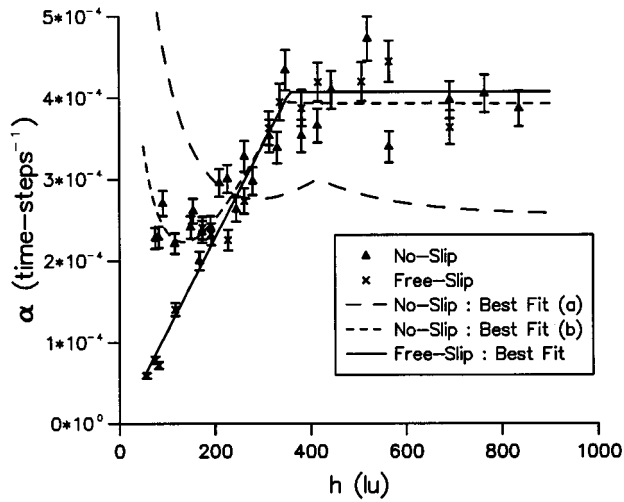 5*10⁻⁴
4*10⁻⁴
3*10⁻⁴
2*10⁻⁴
1*10⁻⁴
0*10⁰
α (time-steps⁻¹)
No-Slip
Free-Slip
No-Slip : Best Fit (a)
No-Slip : Best Fit (b)
Free-Slip : Best Fit
0 200 400 600 800 1000
h (lu)